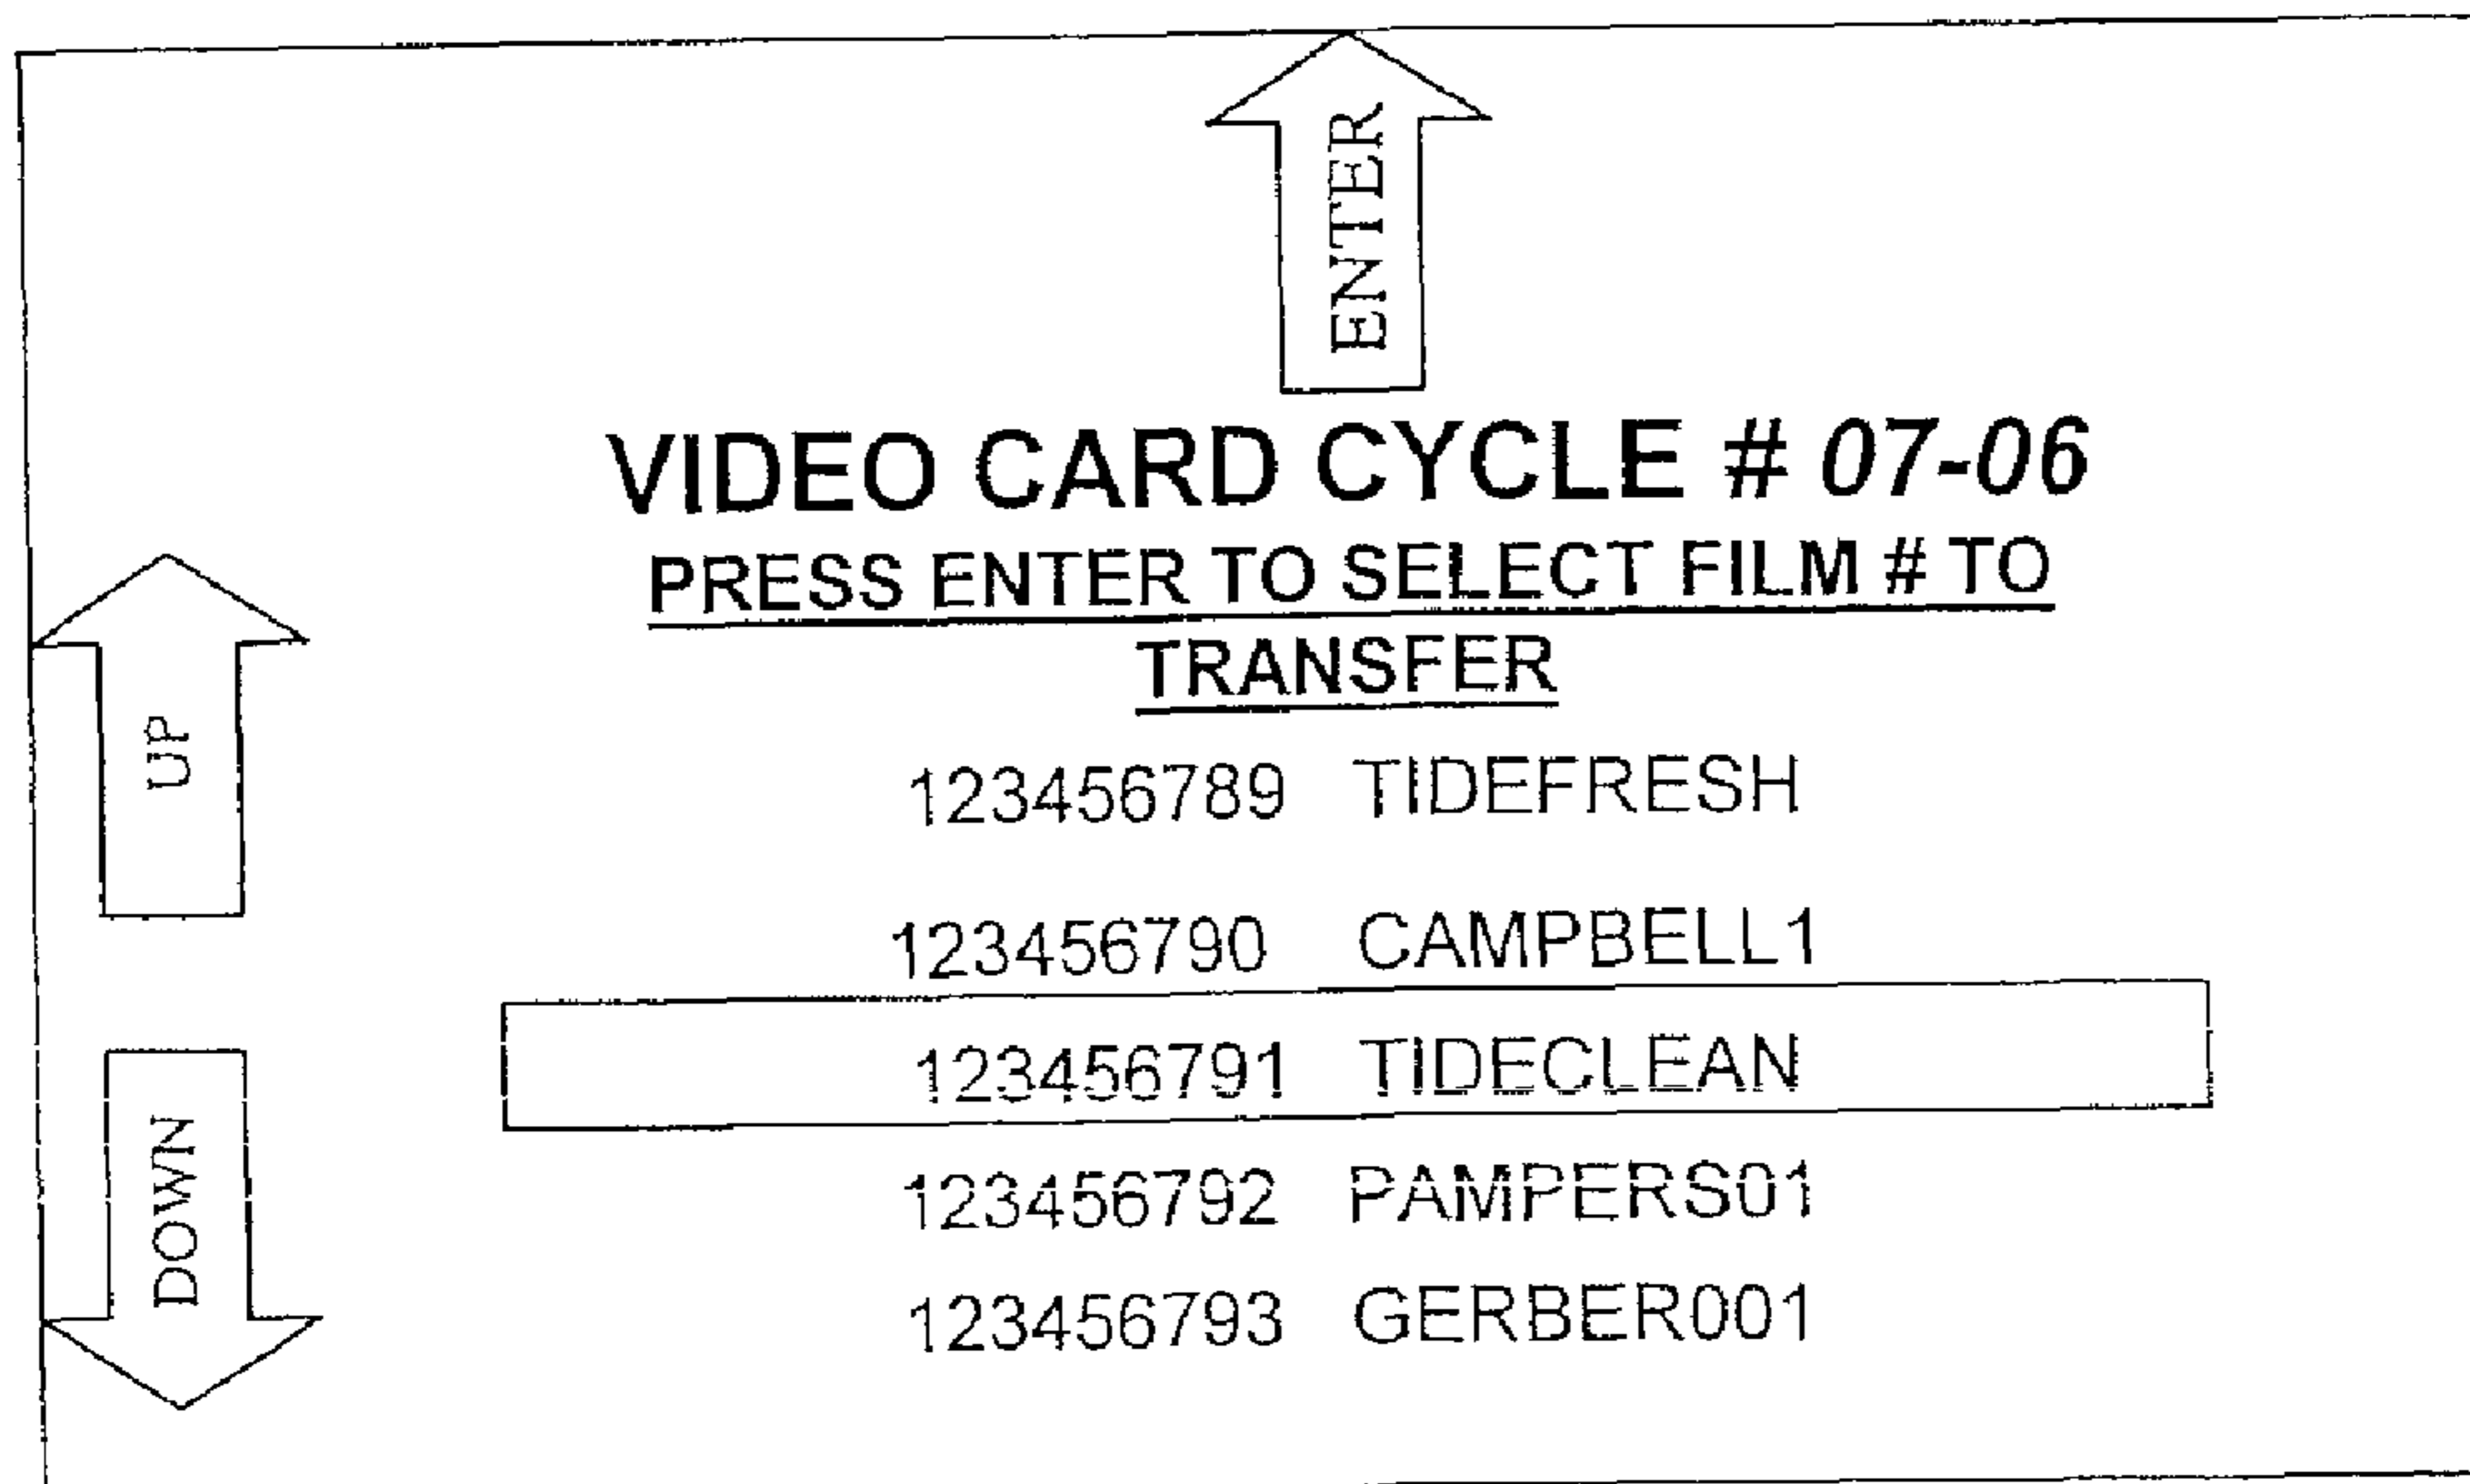 ENTER
VIDEO CARD CYCLE # 07-06
PRESS ENTER TO SELECT FILM # TO
TRANSFER
UP
123456789 TIDEFRESH
123456790 CAMPBELL1
123456791 TIDECLEAN
DOWN
123456792 PAMPERS01
123456793 GERBER001